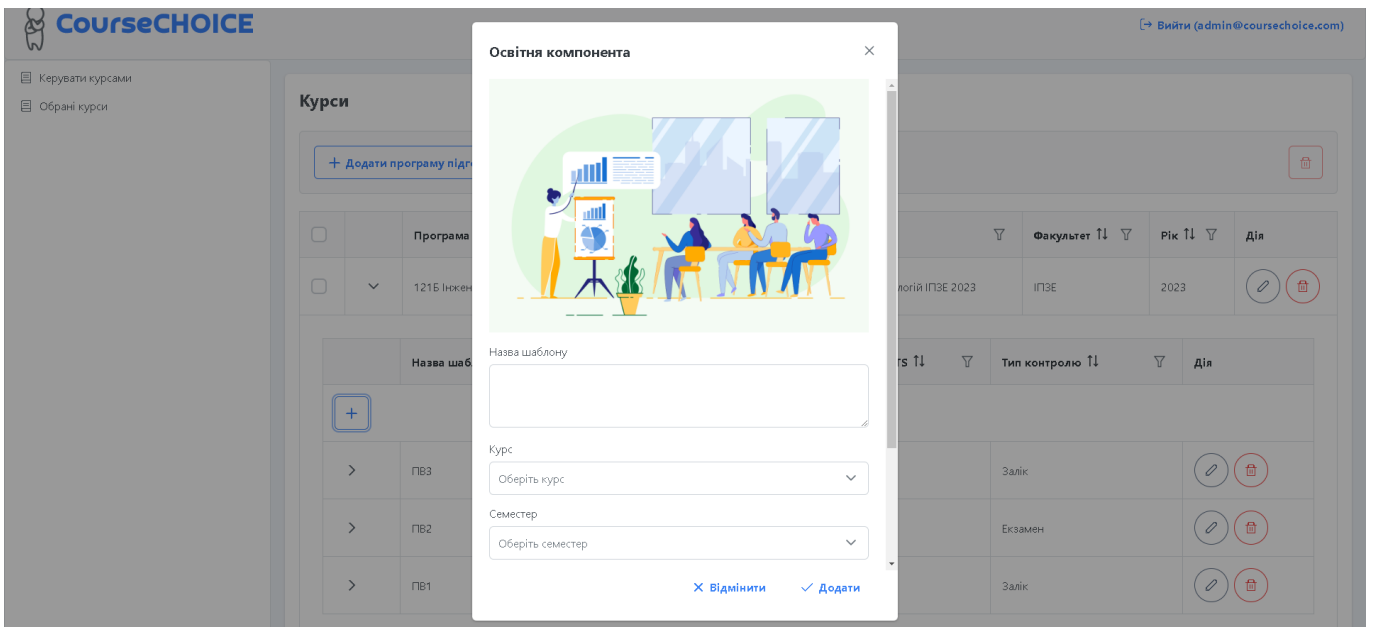 CourseCHOICE
Вийти (admin@coursechoice.com)
Керувати курсами
Обрані курси
Курси
+ Додати програму підго
Програма
Факультет
Рік
Дія
121Б Інжен
логій ІПЗЕ 2023
ІПЗЕ
2023
Назва шаб
TS
Тип контролю
Дія
+
ПВ3
Залік
ПВ2
Екзамен
ПВ1
Залік
Освітня компонента
Назва шаблону
Курс
Оберіть курс
Семестр
Оберіть семестер
Відмінити
Додати